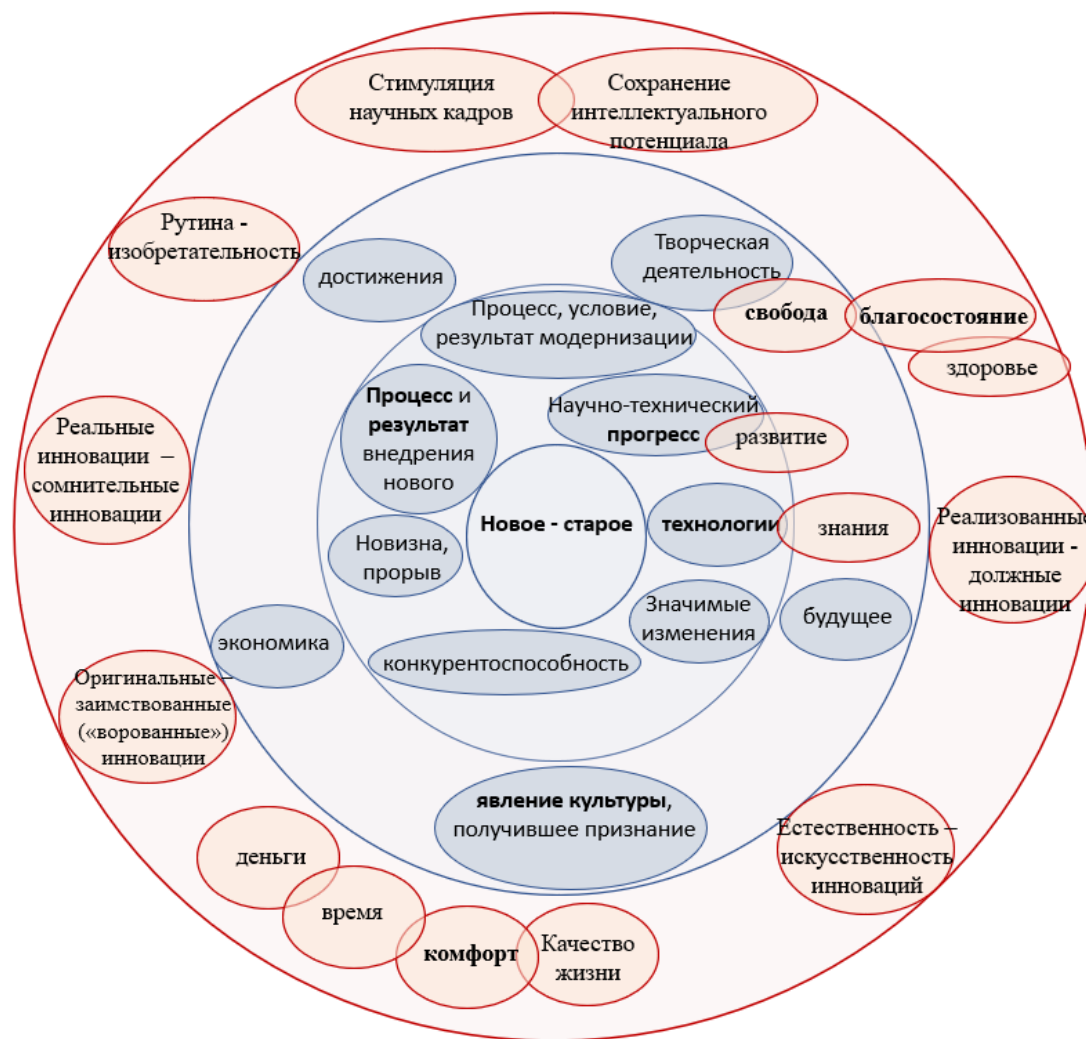 Стимуляция
научных кадров
Сохранение
интеллектуального
потенциала
Рутина -
изобретательность
достижения
Творческая
деятельность
Процесс, условие,
результат модернизации
свобода
благосостояние
здоровье
Процесс и
результат
внедрения
нового
Научно-технический
прогресс
развитие
Реальные
инновации –
сомнительные
инновации
Новое - старое
технологии
знания
Реализованные
инновации -
должные
инновации
Новизна,
прорыв
Значимые
изменения
будущее
экономика
конкурентоспособность
Оригинальные –
заимствованные
(«ворованные»)
инновации
явление культуры,
получившее признание
Естественность –
искусственность
инноваций
деньги
время
комфорт
Качество
жизни